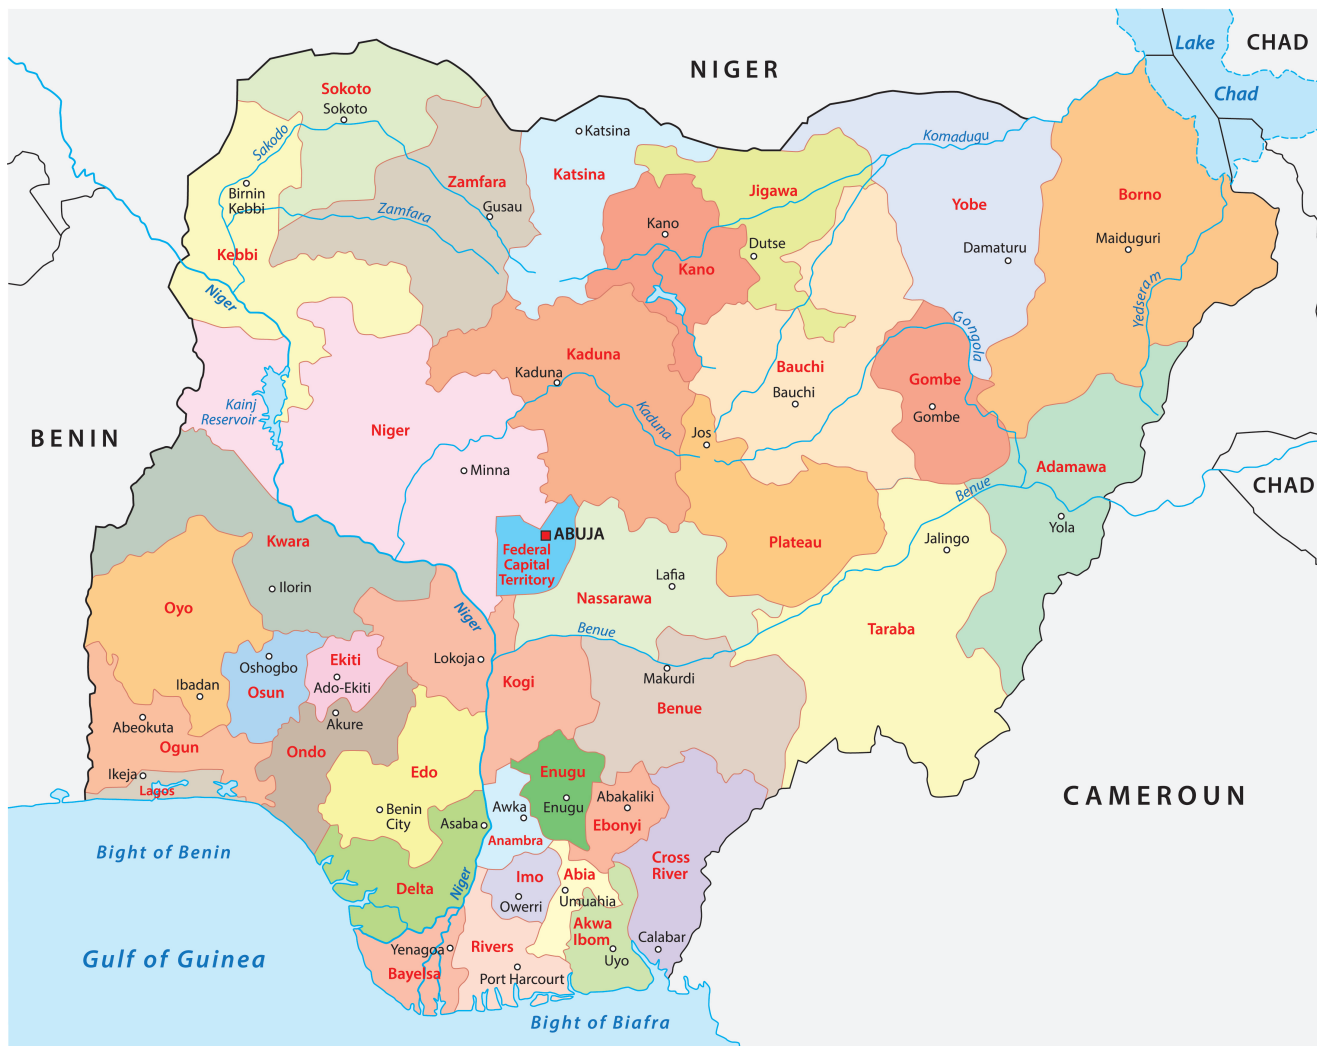 Lake
CHAD
NIGER
Chad
Sokoto
Sokoto
Katsina
Komadugu
Sakodo
Katsina
Zamfara
Jigawa
Birnin
Kebbi
Yobe
Borno
Zamfara
Gusau
Kano
Maiduguri
Dutse
Damaturu
Kebbi
Kano
Niger
Yedseram
Gongola
Kaduna
Bauchi
Kaduna
Gombe
Bauchi
Kainj
Reservoir
Kaduna
Gombe
BENIN
Niger
Jos
Minna
Adamawa
CHAD
Benue
Yola
ABUJA
Kwara
Federal
Capital
Territory
Plateau
Jalingo
Lafia
Ilorin
Nassarawa
Oyo
Niger
Benue
Taraba
Lokoja
Ekiti
Oshogbo
Ado-Ekiti
Osun
Ibadan
Makurdi
Kogi
Benue
Abeokuta
Akure
Ogun
Ondo
Ikeja
Lagos
Edo
Enugu
CAMEROUN
Awka
Enugu
Abakaliki
Benin
City
Asaba
Ebonyi
Anambra
Bight of Benin
Cross
River
Delta
Niger
Imo
Abia
Owerri
Umuahia
Akwa
Ibom
Calabar
Yenagoa
Rivers
Uyo
Gulf of Guinea
Bayelsa
Port Harcourt
Bight of Biafra